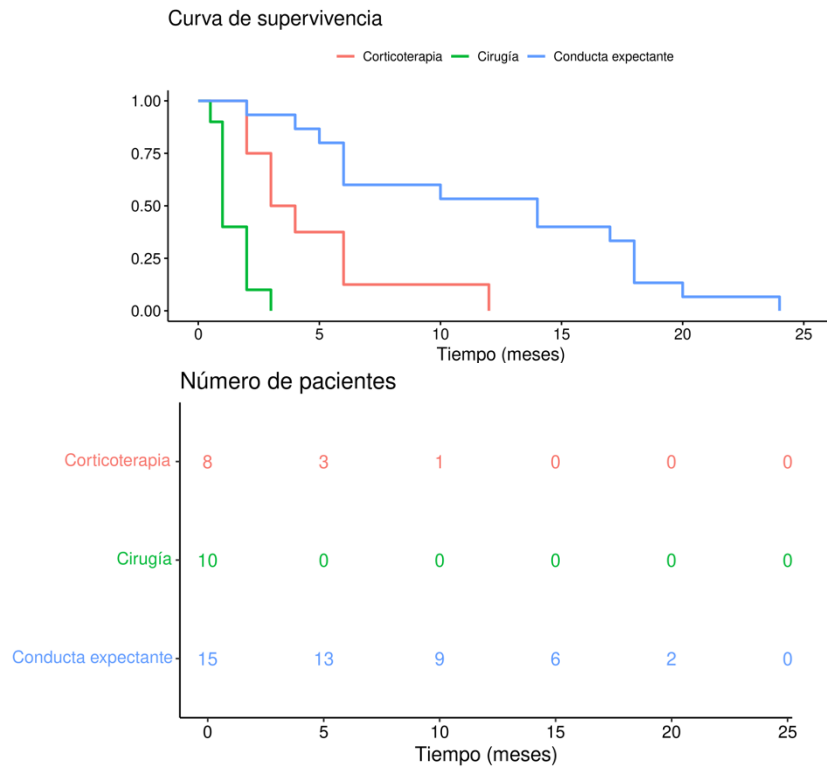 Curva de supervivencia
Corticoterapia Cirugía Conducta expectante
1.00
0.75
0.50
0.25
0.00
0 5 10 15 20 25
Tiempo (meses)
Número de pacientes
Corticoterapia 8 3 1 0 0 0
Cirugía 10 0 0 0 0 0
Conducta expectante 15 13 9 6 2 0
0 5 10 15 20 25
Tiempo (meses)